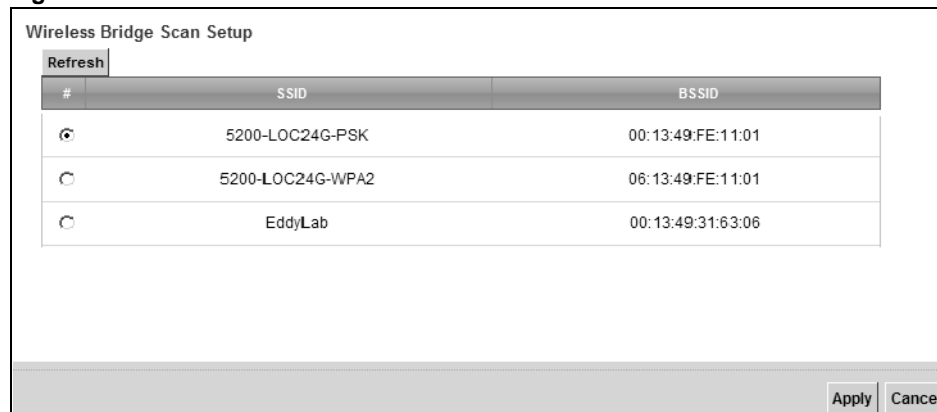 Wireless Bridge Scan Setup
Refresh
# SSID BSSID
5200-LOC24G-PSK 00:13:49:FE:11:01
5200-LOC24G-WPA2 06:13:49:FE:11:01
EddyLab 00:13:49:31:63:06
Apply Cance